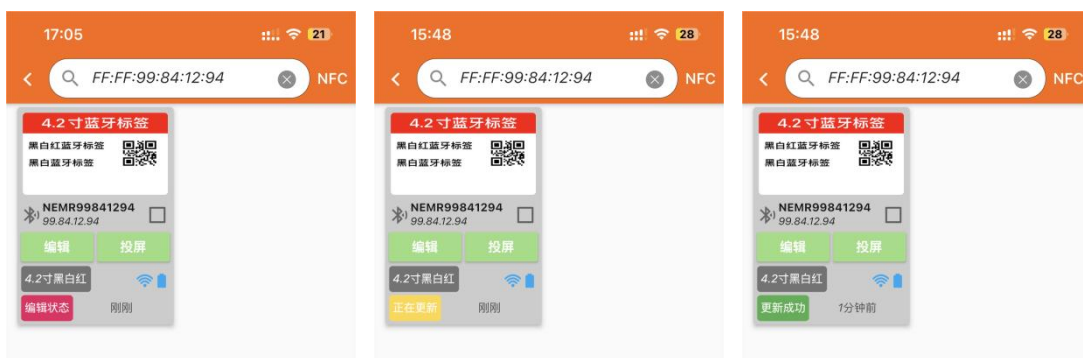 17:05
21
FF:FF:99:84:12:94
NFC
4.2寸蓝牙标签
黑白红蓝牙标签
黑白蓝牙标签
NEMR99841294
99.84.12.94
编辑
投屏
4.2寸黑白红
编辑状态
刚刚
15:48
28
FF:FF:99:84:12:94
NFC
4.2寸蓝牙标签
黑白红蓝牙标签
黑白蓝牙标签
NEMR99841294
99.84.12.94
编辑
投屏
4.2寸黑白红
正在更新
刚刚
15:48
28
FF:FF:99:84:12:94
NFC
4.2寸蓝牙标签
黑白红蓝牙标签
黑白蓝牙标签
NEMR99841294
99.84.12.94
编辑
投屏
4.2寸黑白红
更新成功
1分钟前